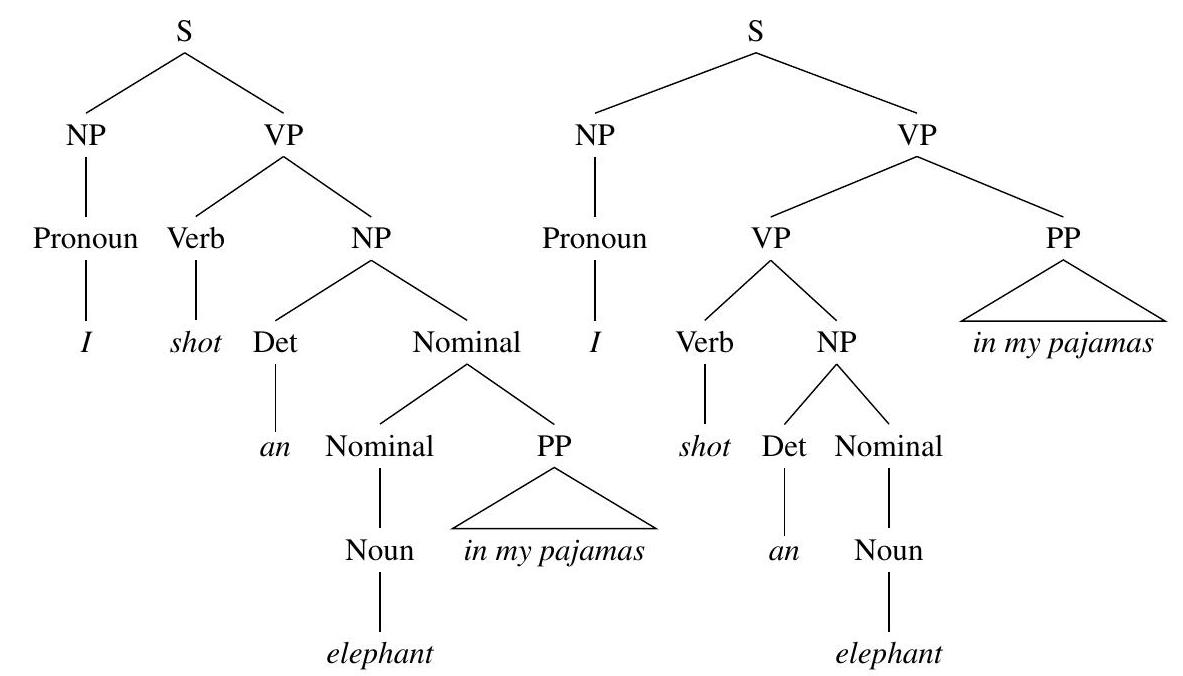 S S
NP VP NP VP
Pronoun Verb NP Pronoun VP PP
I shot Det Nominal I Verb NP in my pajamas
an Nominal PP shot Det Nominal
Noun in my pajamas an Noun
elephant elephant